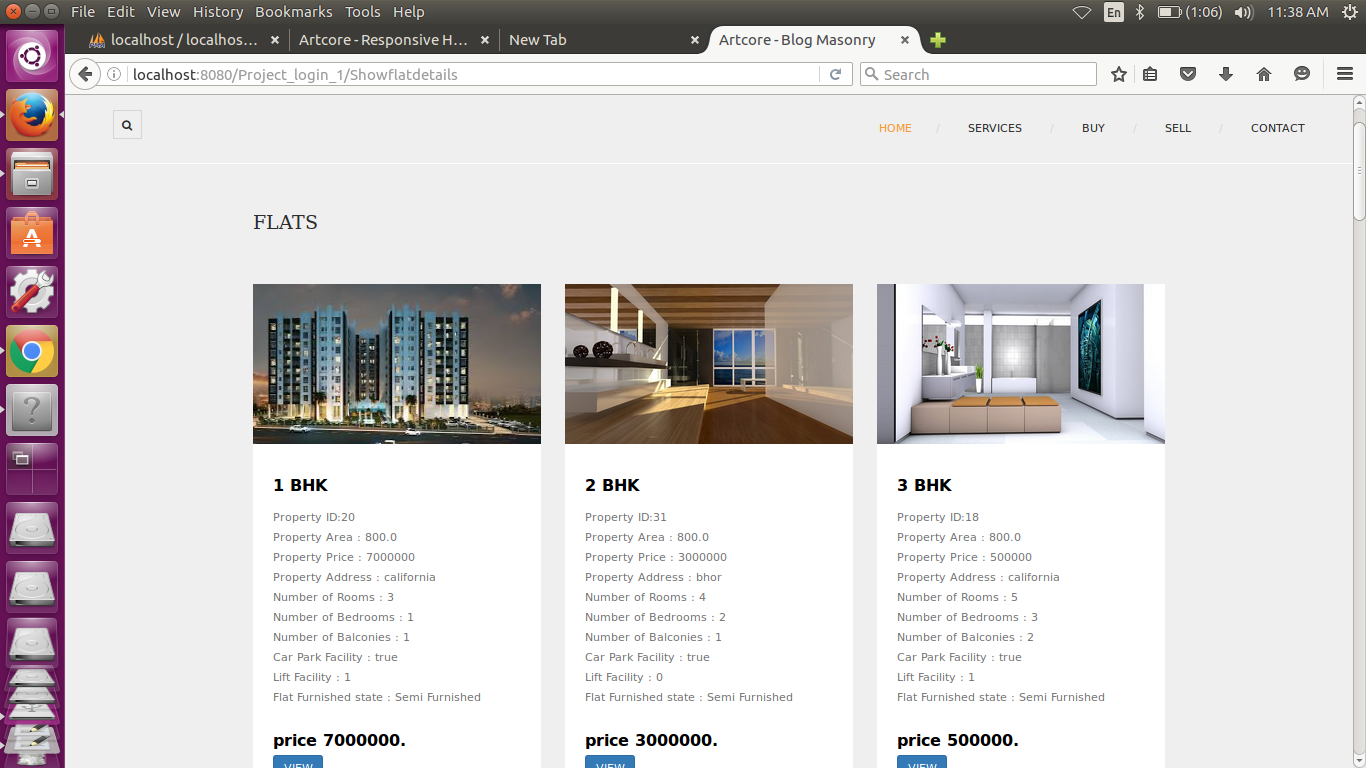 File Edit View History Bookmarks Tools Help
En (1:06) 11:38 AM
localhost / localhos... Artcore - Responsive H... New Tab Artcore - Blog Masonry
localhost:8080/Project_login_1/Showflatdetails
Search
HOME / SERVICES / BUY / SELL / CONTACT
FLATS
1 BHK
Property ID:20
Property Area : 800.0
Property Price : 7000000
Property Address : california
Number of Rooms : 3
Number of Bedrooms : 1
Number of Balconies : 1
Car Park Facility : true
Lift Facility : 1
Flat Furnished state : Semi Furnished
price 7000000.
VIEW
2 BHK
Property ID:31
Property Area : 800.0
Property Price : 3000000
Property Address : bhor
Number of Rooms : 4
Number of Bedrooms : 2
Number of Balconies : 1
Car Park Facility : true
Lift Facility : 0
Flat Furnished state : Semi Furnished
price 3000000.
VIEW
3 BHK
Property ID:18
Property Area : 800.0
Property Price : 500000
Property Address : california
Number of Rooms : 5
Number of Bedrooms : 3
Number of Balconies : 2
Car Park Facility : true
Lift Facility : 1
Flat Furnished state : Semi Furnished
price 500000.
VIEW